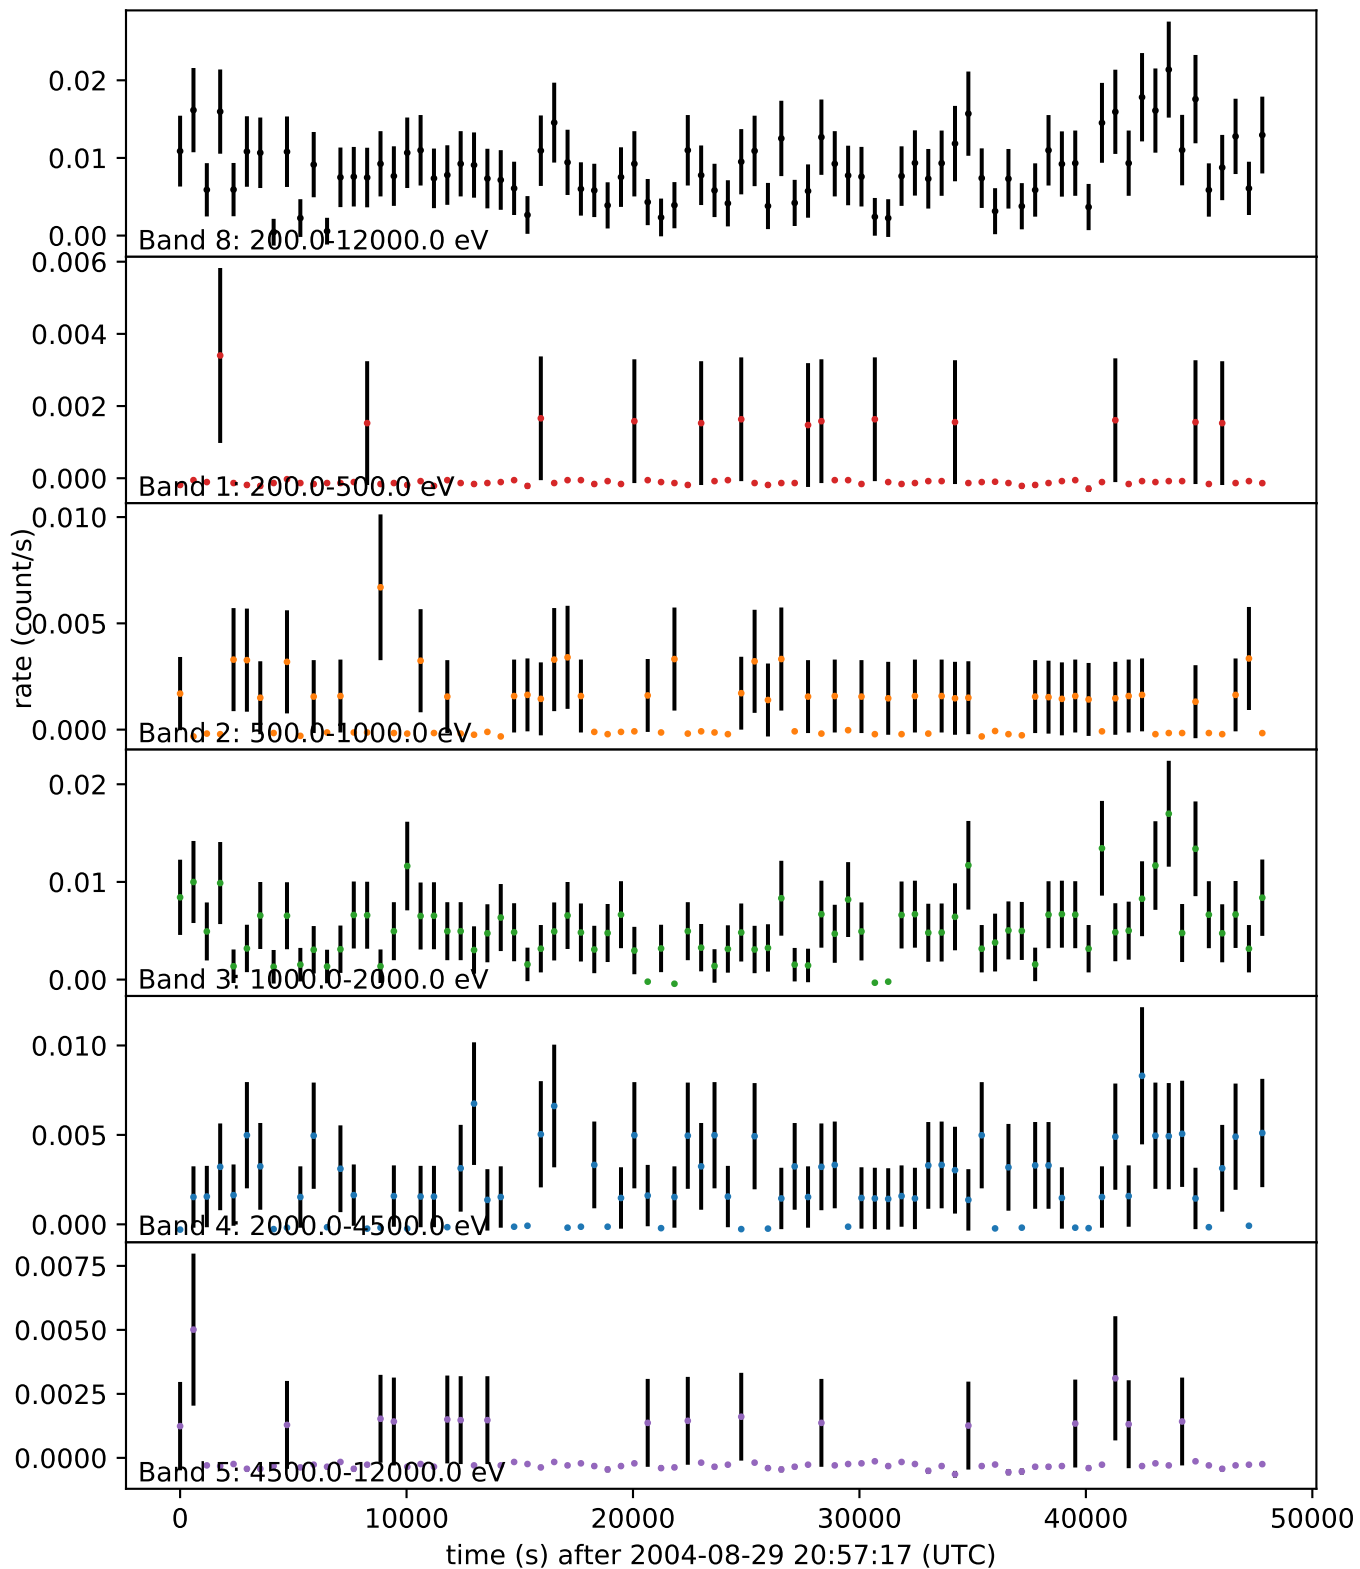 0.02
0.01
0.00
Band 8: 200.0-12000.0 eV
0.006
0.004
0.002
0.000
Band 1: 200.0-500.0 eV
rate (count/s)
0.010
0.005
0.000
Band 2: 500.0-1000.0 eV
0.02
0.01
0.00
Band 3: 1000.0-2000.0 eV
0.010
0.005
0.000
Band 4: 2000.0-4500.0 eV
0.0075
0.0050
0.0025
0.0000
Band 5: 4500.0-12000.0 eV
0 10000 20000 30000 40000 50000
time (s) after 2004-08-29 20:57:17 (UTC)